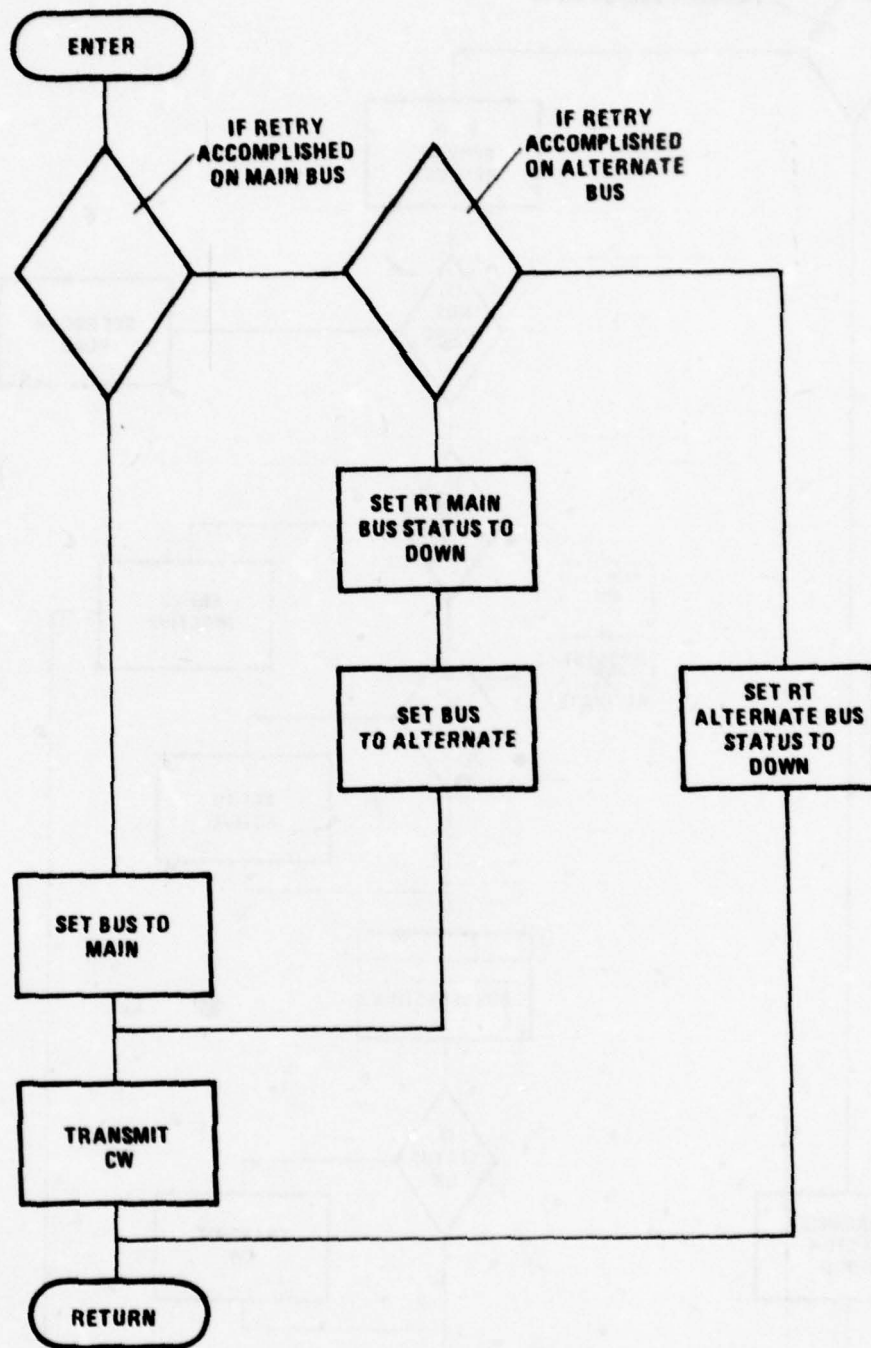 ENTER
IF RETRY
ACCOMPLISHED
ON MAIN BUS
IF RETRY
ACCOMPLISHED
ON ALTERNATE
BUS
SET RT MAIN
BUS STATUS TO
DOWN
SET BUS
TO ALTERNATE
SET RT
ALTERNATE BUS
STATUS TO
DOWN
SET BUS TO
MAIN
TRANSMIT
CW
RETURN